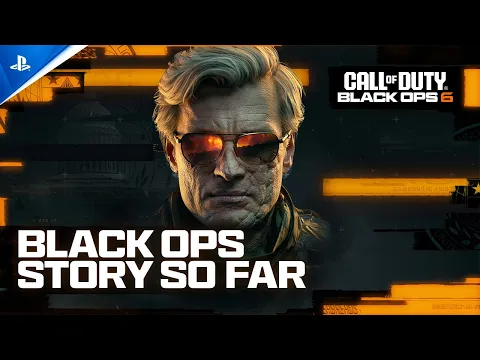 CALL OF DUTY
BLACK OPS 6
BLACK OPS
STORY SO FAR